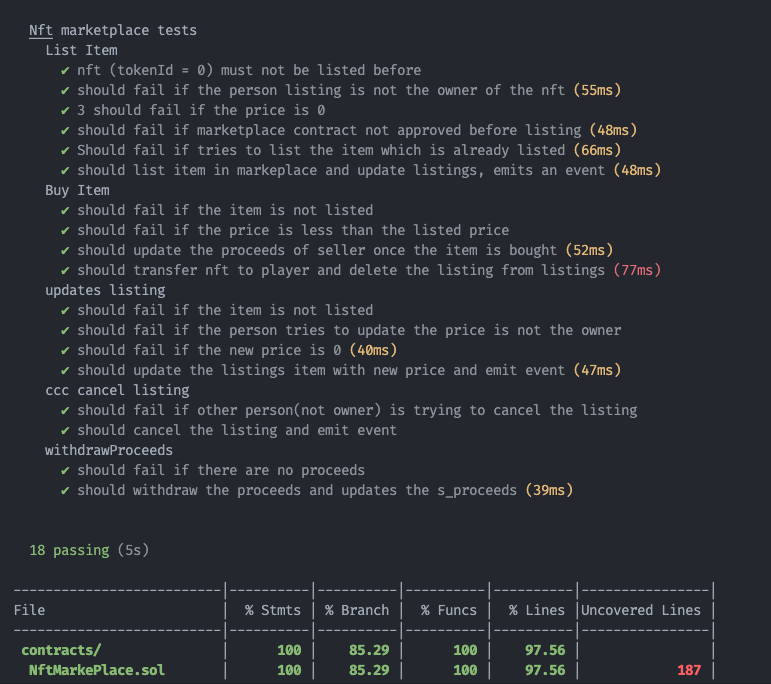 Nft marketplace tests
List Item
✔ nft (tokenId = 0) must not be listed before
✔ should fail if the person listing is not the owner of the nft (55ms)
✔ 3 should fail if the price is 0
✔ should fail if marketplace contract not approved before listing (48ms)
✔ Should fail if tries to list the item which is already listed (66ms)
✔ should list item in markeplace and update listings, emits an event (48ms)
Buy Item
✔ should fail if the item is not listed
✔ should fail if the price is less than the listed price
✔ should update the proceeds of seller once the item is bought (52ms)
✔ should transfer nft to player and delete the listing from listings (77ms)
updates listing
✔ should fail if the item is not listed
✔ should fail if the person tries to update the price is not the owner
✔ should fail if the new price is 0 (40ms)
✔ should update the listings item with new price and emit event (47ms)
ccc cancel listing
✔ should fail if other person(not owner) is trying to cancel the listing
✔ should cancel the listing and emit event
withdrawProceeds
✔ should fail if there are no proceeds
✔ should withdraw the proceeds and updates the s_proceeds (39ms)
18 passing (5s)
--------------------------|----------|----------|----------|----------|----------------|
File | % Stmts | % Branch | % Funcs | % Lines |Uncovered Lines |
--------------------------|----------|----------|----------|----------|----------------|
contracts/ | 100 | 85.29 | 100 | 97.56 | |
NftMarkePlace.sol | 100 | 85.29 | 100 | 97.56 | 187 |